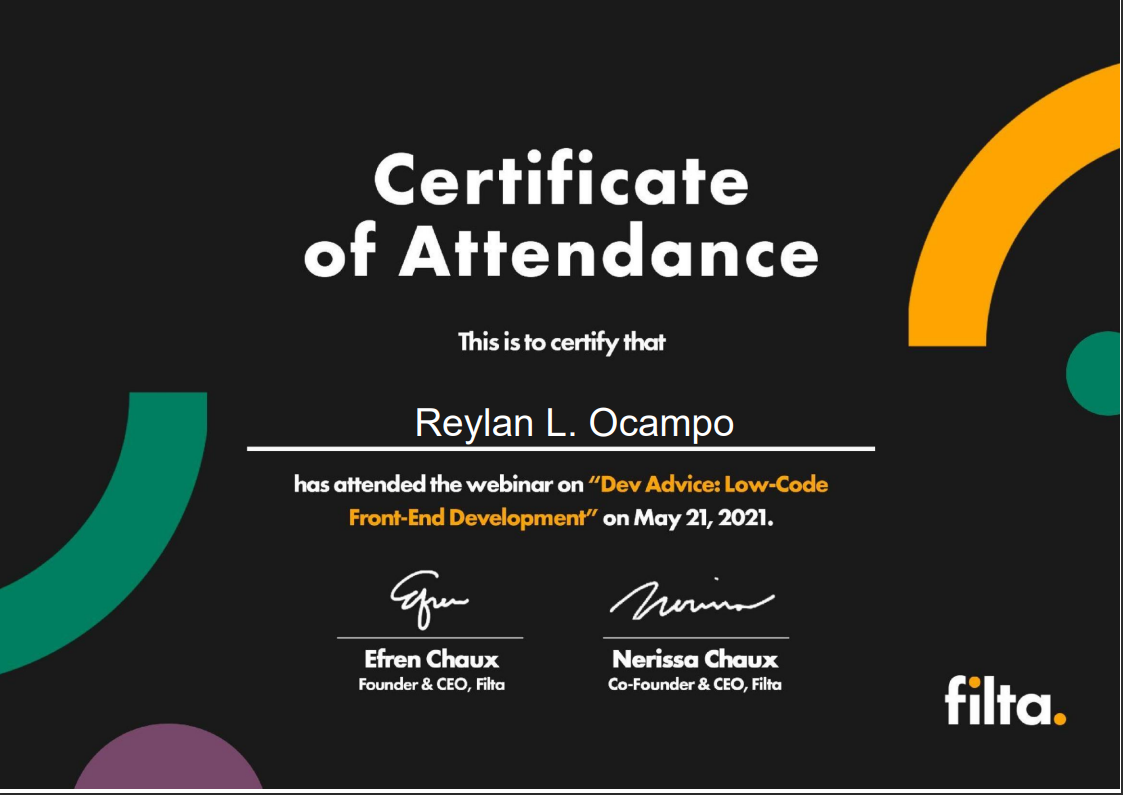 Certificate
of Attendance
This is to certify that
Reylan L. Ocampo
has attended the webinar on “Dev Advice: Low-Code
Front-End Development” on May 21, 2021.
Efren
Nerissa
Efren Chaux
Nerissa Chaux
Founder & CEO, Filta
Co-Founder & CEO, Filta
filta.